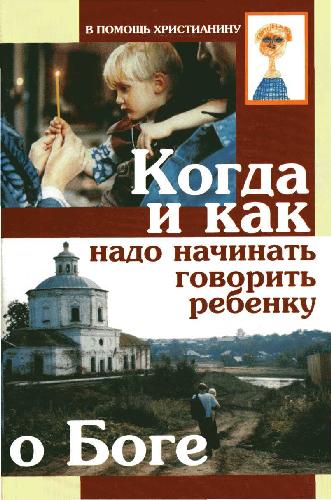 В ПОМОЩЬ ХРИСТИАНИНУ
Когда
и как
надо начинать
говорить
ребенку
о Боге